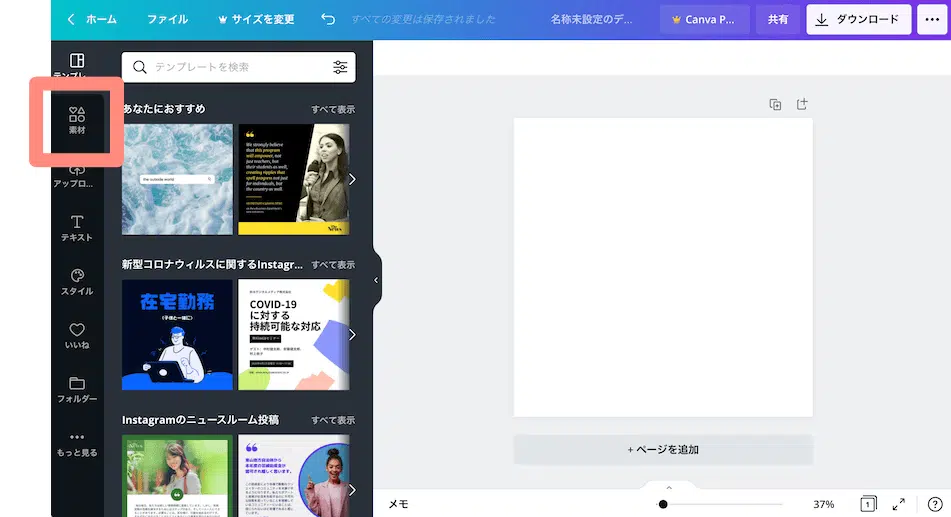 ホーム
ファイル
サイズを変更
すべての変更は保存されました
名称未設定のデ...
Canva P...
共有
ダウンロード
テンプレ
素材
アップロ...
テキスト
スタイル
いいね
フォルダー
もっと見る
テンプレートを検索
あなたにおすすめ
すべて表示
the outside world
We strongly believe
that this program
will empower, not
just teachers, but
their students as well,
creating ripples that
spell progress not just
for individuals, but
the country as well.
新型コロナウィルスに関するInstagr...
すべて表示
在宅勤務
(子供と一緒に)
COVID-19
に対する
持続可能な対応
Instagramのニュースルーム投稿
すべて表示
+ ページを追加
メモ
37%
1
?